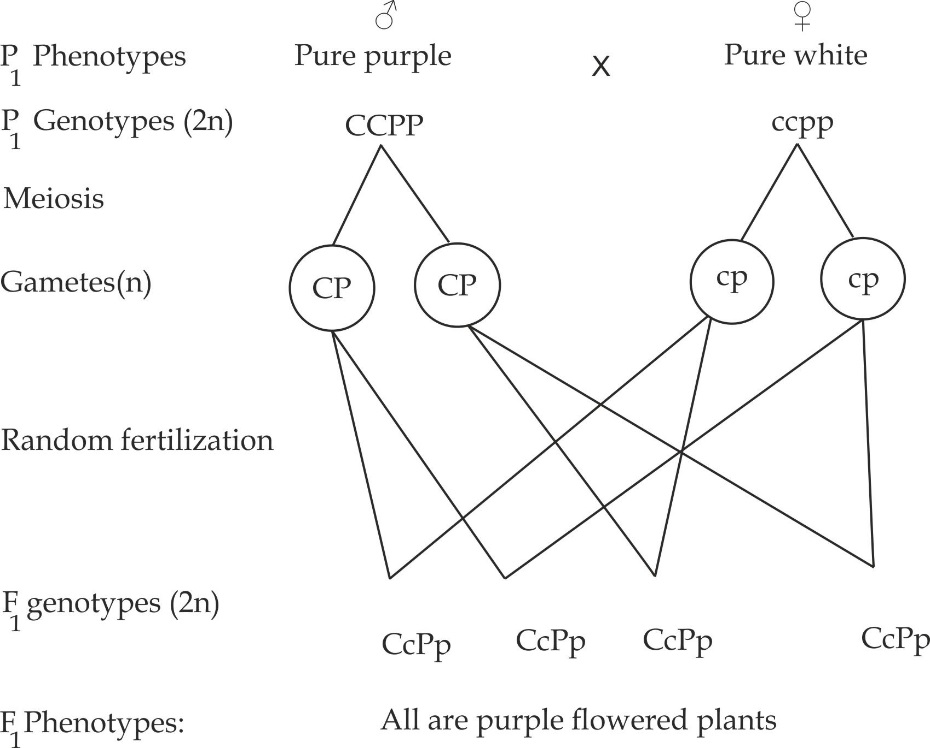 ♂ ♀
P1 Phenotypes Pure purple X Pure white
P1 Genotypes (2n) CCPP ccpp
Meiosis
Gametes(n) CP CP cp cp
Random fertilization
F1 genotypes (2n) CcPp CcPp CcPp CcPp
F1 Phenotypes: All are purple flowered plants